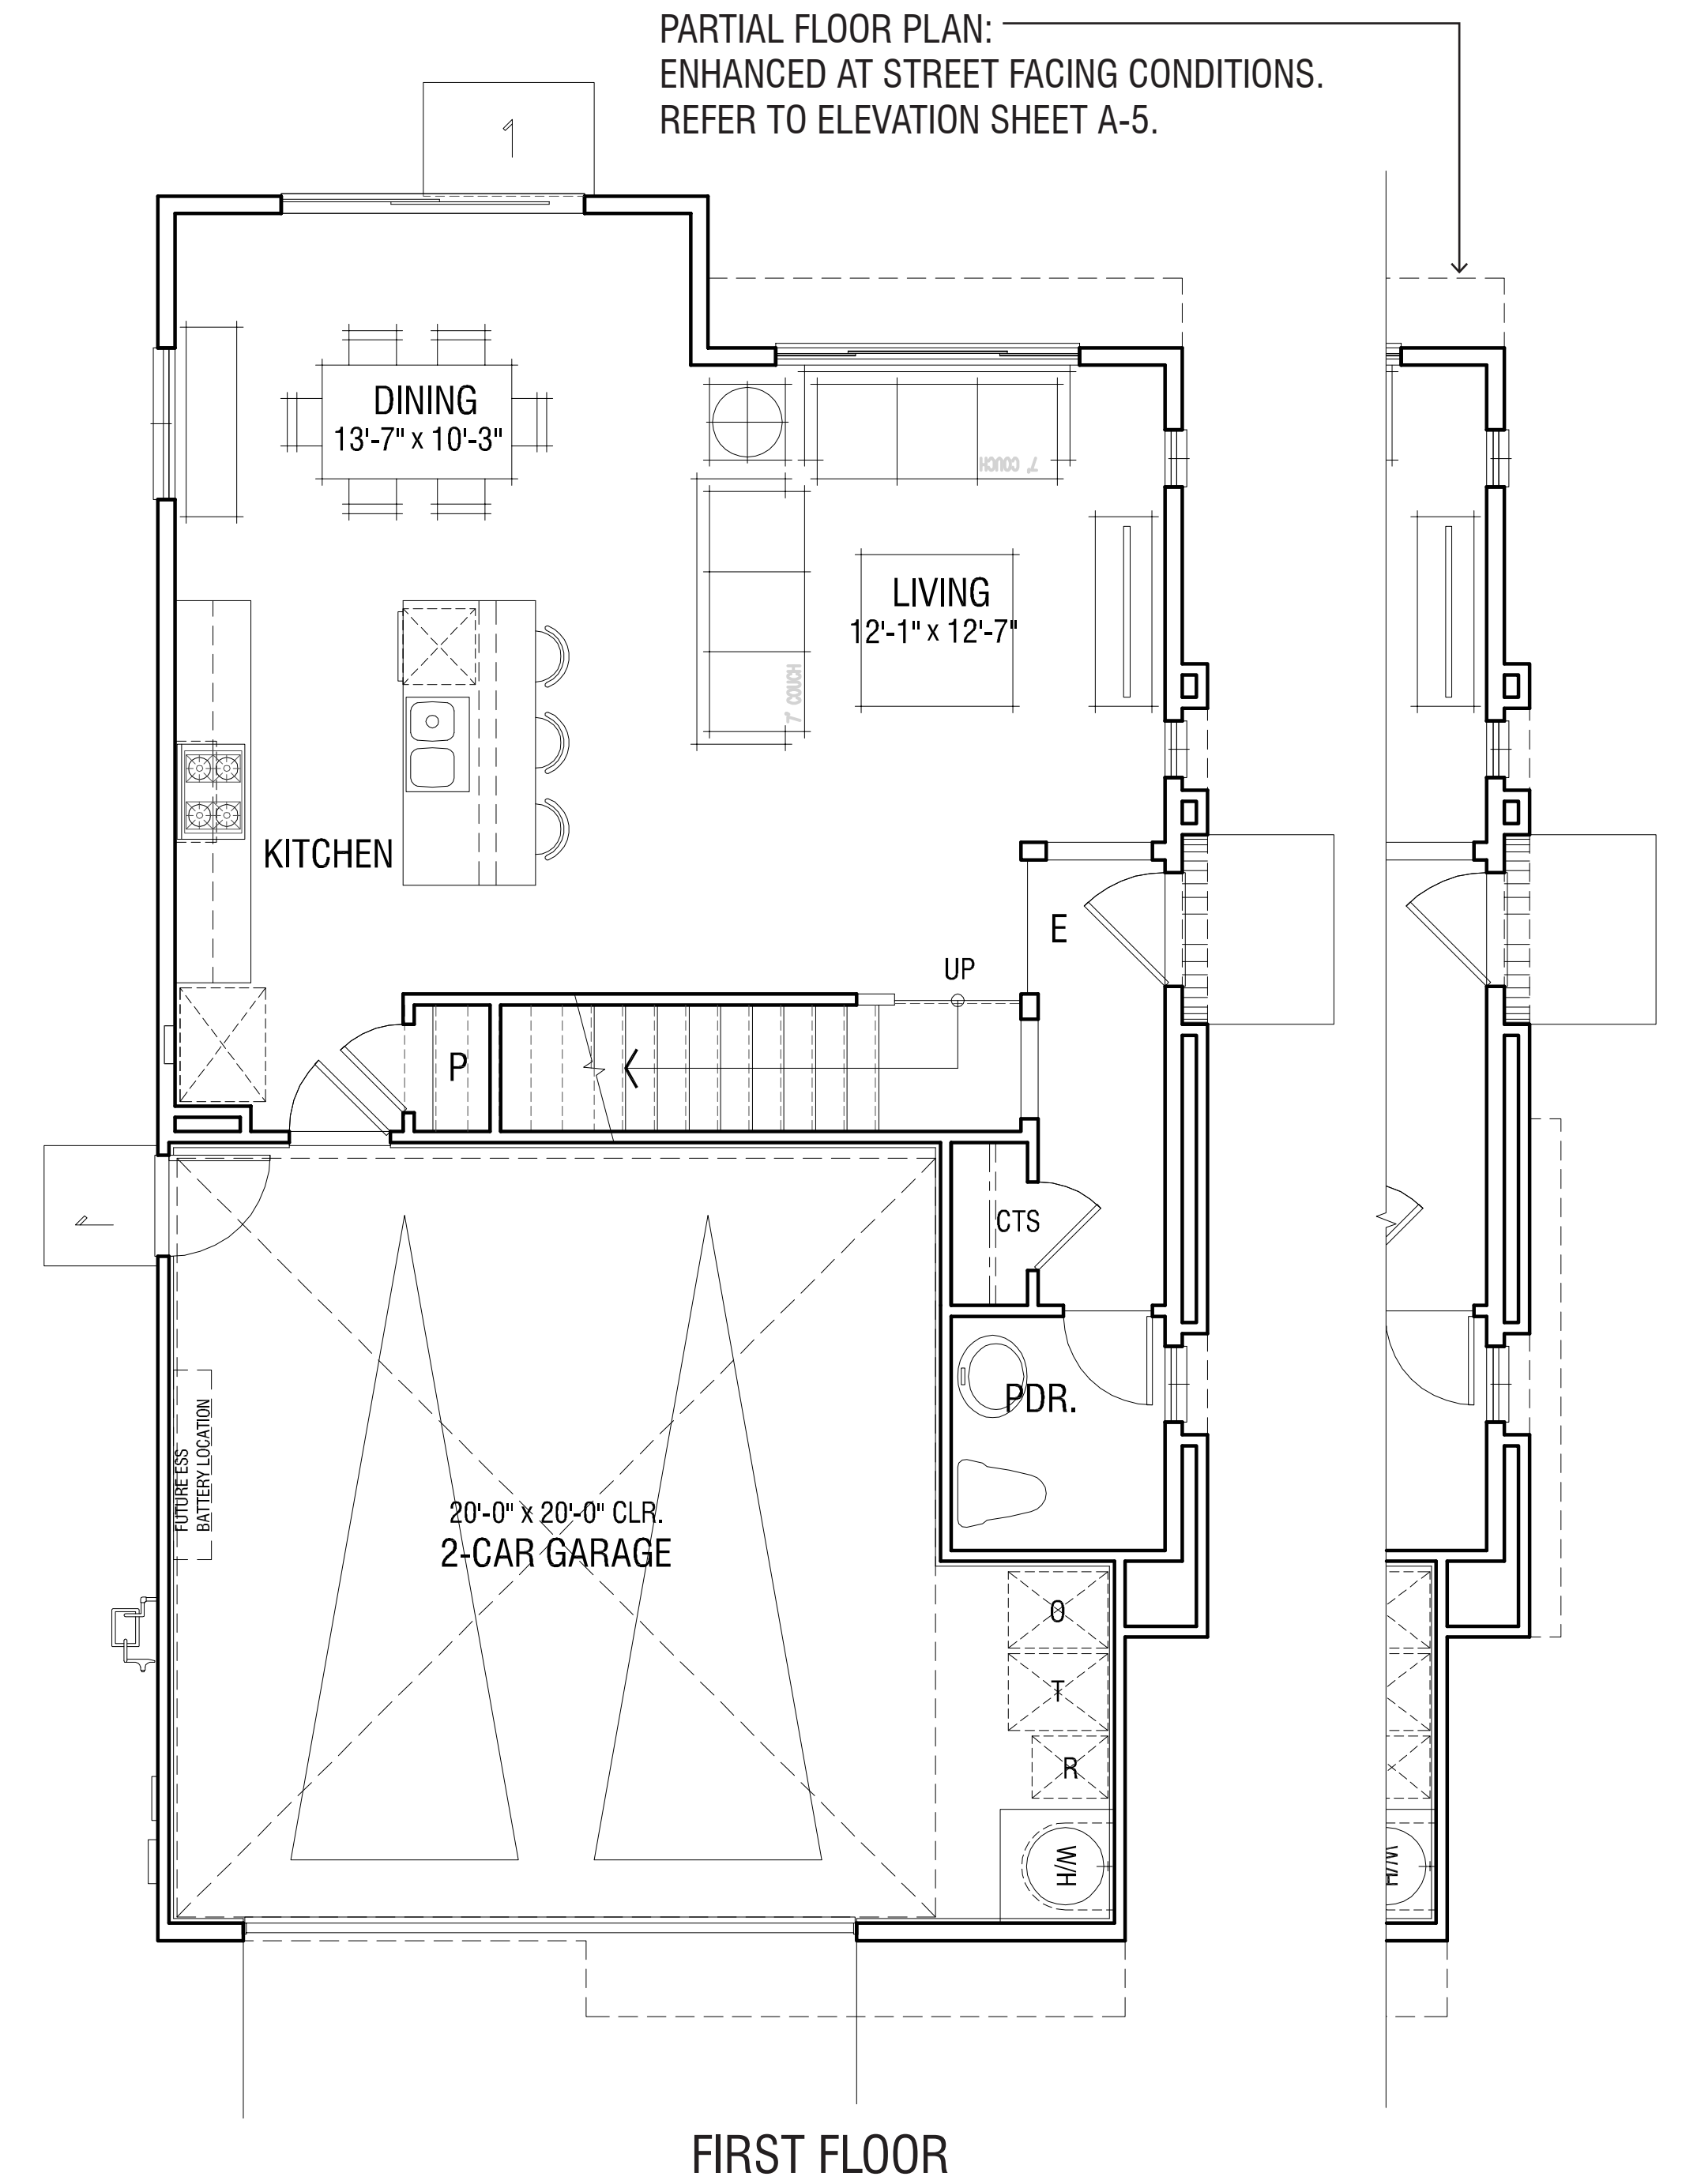 PARTIAL FLOOR PLAN:
ENHANCED AT STREET FACING CONDITIONS.
REFER TO ELEVATION SHEET A-5.
1
DINING
13'-7" x 10'-3"
7' COUCH
LIVING
12'-1" x 12'-7"
7' COUCH
KITCHEN
E
UP
P
1
CTS
PDR.
FUTURE ESS
BATTERY LOCATION
20'-0" x 20'-0" CLR.
2-CAR GARAGE
O
T
R
W/H
W/H
FIRST FLOOR